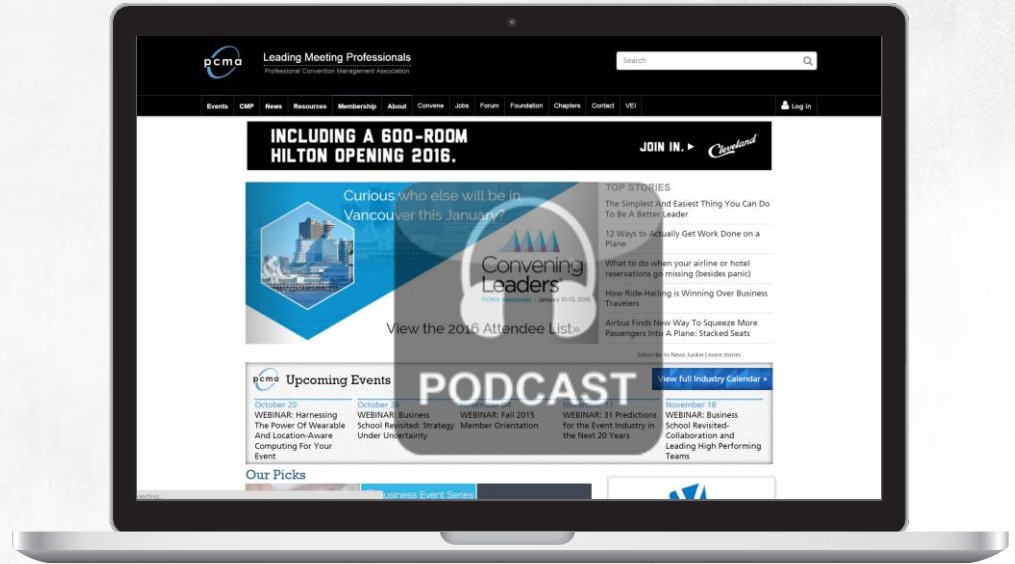 pcma
Leading Meeting Professionals
Professional Convention Management Association
Search
Events CMP News Resources Membership About Convene Jobs Forum Foundation Chapters Contact VEI Log in
INCLUDING A 600-ROOM
HILTON OPENING 2016.
JOIN IN. ► Cleveland
Curious who else will be in
Vancouver this January?
Convening
Leaders
PCMA Vancouver | January 10-13, 2016
View the 2016 Attendee List»
TOP STORIES
The Simplest And Easiest Thing You Can Do
To Be A Better Leader
12 Ways to Actually Get Work Done on a
Plane
What to do when your airline or hotel
reservations go missing (besides panic)
How Ride-Hailing is Winning Over Business
Travelers
Airbus Finds New Way To Squeeze More
Passengers Into A Plane: Stacked Seats
Subscribe to News Junkie | more stories
PODCAST
pcma Upcoming Events
View full Industry Calendar »
October 20
WEBINAR: Harnessing
The Power Of Wearable
And Location-Aware
Computing For Your
Event
October
WEBINAR: Business
School Revisited: Strategy
Under Uncertainty
November 04
WEBINAR: Fall 2015
Member Orientation
November 11
WEBINAR: 31 Predictions
for the Event Industry in
the Next 20 Years
November 18
WEBINAR: Business
School Revisited-
Collaboration and
Leading High Performing
Teams
Our Picks
Business Event Series